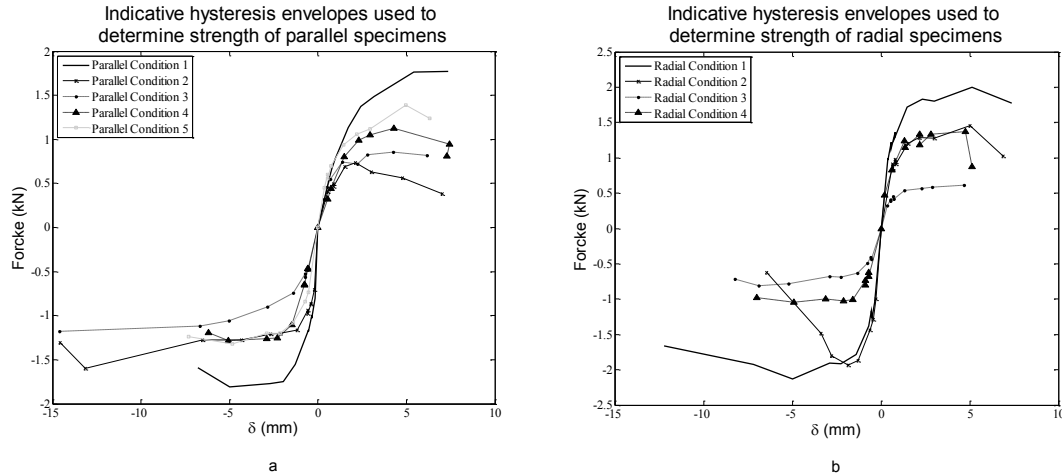 Indicative hysteresis envelopes used to
determine strength of parallel specimens
2
1.5
1
0.5
0
-0.5
-1
-1.5
-2
Forcke (kN)
Parallel Condition 1
Parallel Condition 2
Parallel Condition 3
Parallel Condition 4
Parallel Condition 5
-15
-10
-5
0
5
10
δ (mm)
a
Indicative hysteresis envelopes used to
determine strength of radial specimens
2.5
2
1.5
1
0.5
0
-0.5
-1
-1.5
-2
-2.5
Forcke (kN)
Radial Condition 1
Radial Condition 2
Radial Condition 3
Radial Condition 4
-15
-10
-5
0
5
10
δ (mm)
b